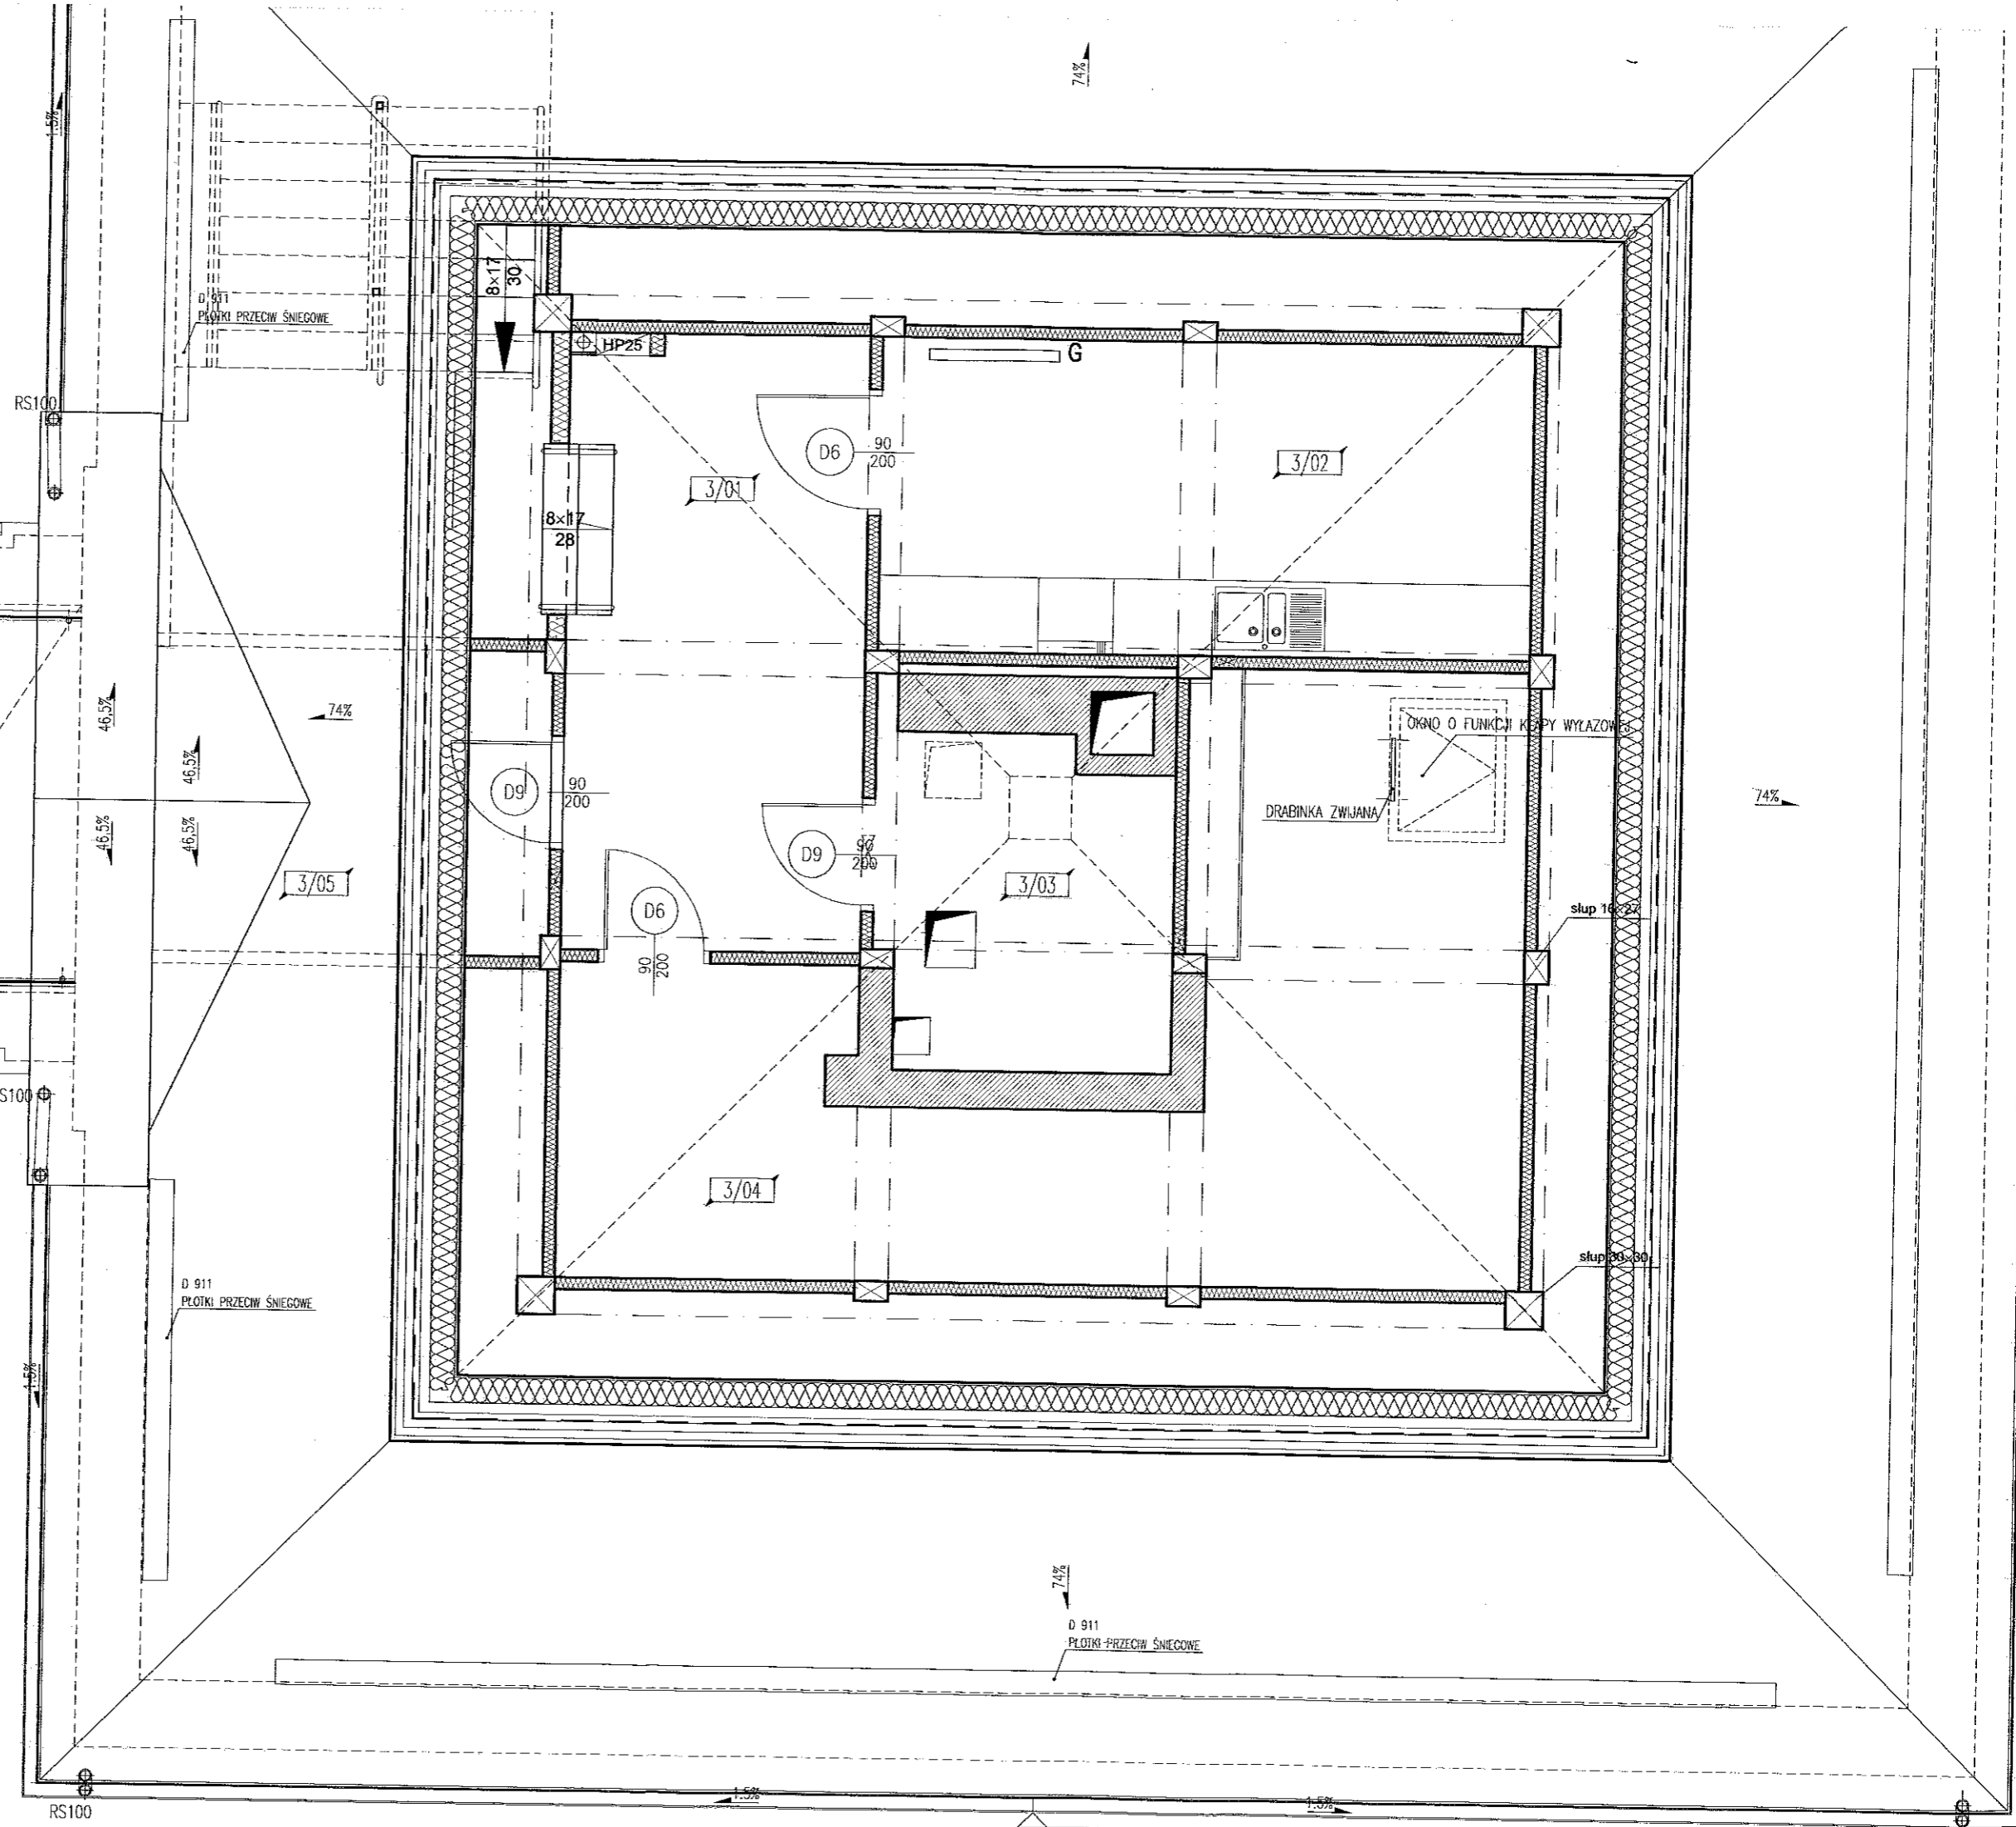 74%
1.5%
D 911
PŁOTKI PRZECIW ŚNIEGOWE
8×17
30
HP25
G
RS100
D6
90
200
3/01
3/02
8×17
28
46,5%
46,5%
74%
OKNO O FUNKCJI KLAPY WYŁAZOWEJ
D9
90
200
DRABINKA ZWIJANA
74%
46,5%
46,5%
D9
90
200
3/05
3/03
D6
90
200
słup 16×27
S100
3/04
słup 30×30
D 911
PŁOTKI PRZECIW ŚNIEGOWE
1.5%
74%
D 911
PŁOTKI PRZECIW ŚNIEGOWE
1.5%
1.5%
RS100